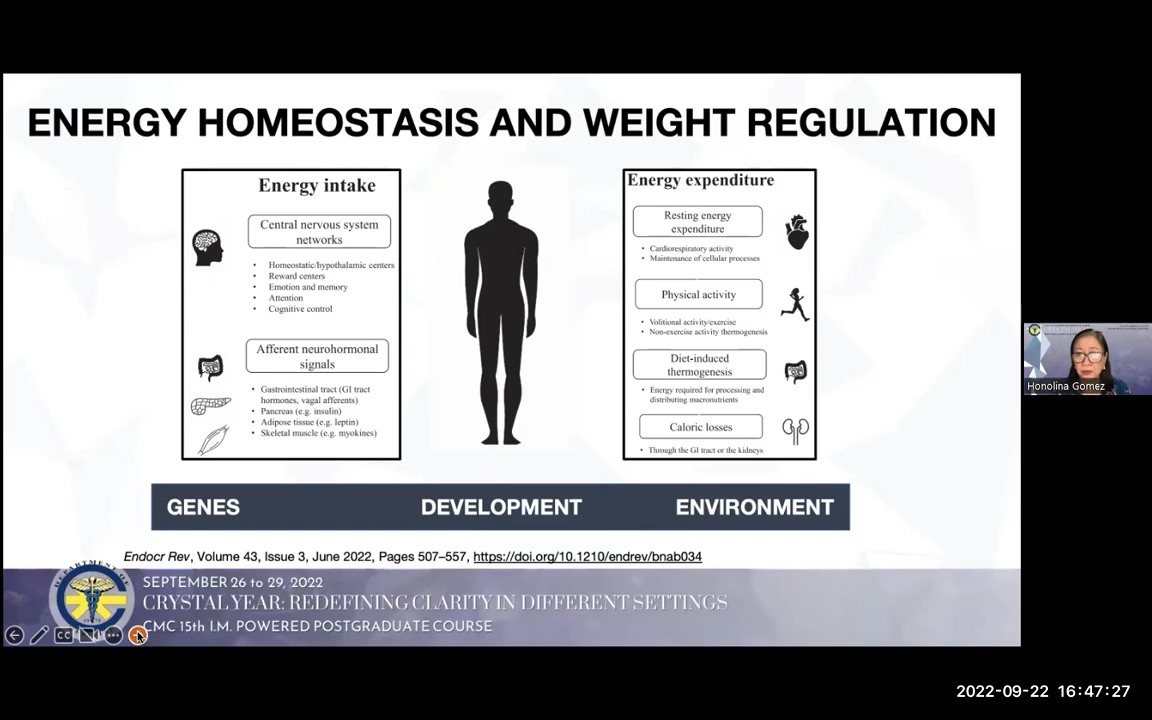 ENERGY HOMEOSTASIS AND WEIGHT REGULATION
Energy intake
Central nervous system
networks
• Homeostatic/hypothalamic centers
• Reward centers
• Emotion and memory
• Attention
• Cognitive control
Afferent neurohormonal
signals
• Gastrointestinal tract (GI tract
hormones, vagal afferents)
• Pancreas (e.g. insulin)
• Adipose tissue (e.g. leptin)
• Skeletal muscle (e.g. myokines)
Energy expenditure
Resting energy
expenditure
• Cardiorespiratory activity
• Maintenance of cellular processes
Physical activity
• Volitional activity/exercise
• Non-exercise activity thermogenesis
Diet-induced
thermogenesis
• Energy required for processing and
distributing macronutrients
Caloric losses
• Through the GI tract or the kidneys
GENES DEVELOPMENT ENVIRONMENT
Endocr Rev, Volume 43, Issue 3, June 2022, Pages 507–557, https://doi.org/10.1210/endrev/bnab034
DEPARTMENT OF
SEPTEMBER 26 to 29, 2022
CRYSTAL YEAR: REDEFINING CLARITY IN DIFFERENT SETTINGS
CMC 15th I.M. POWERED POSTGRADUATE COURSE
CC
Honolina Gomez
2022-09-22 16:47:27